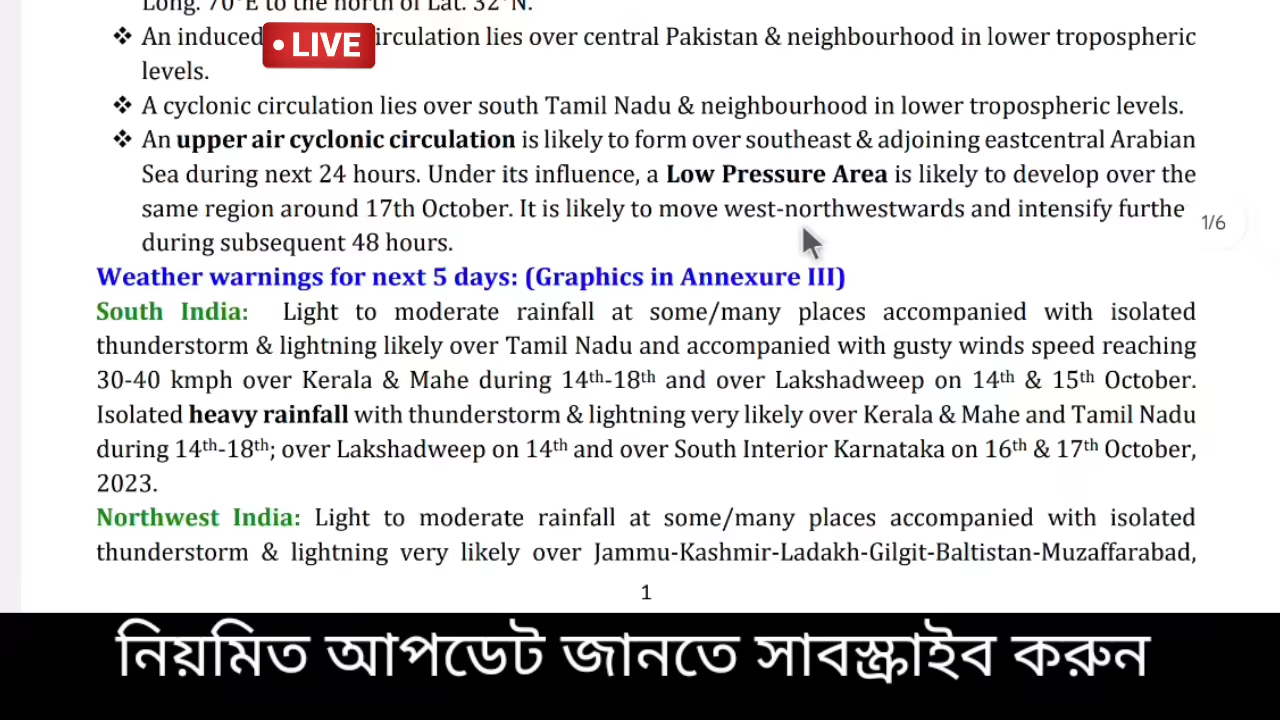 Long. 70°E to the north of Lat. 32°N.
❖ An induced • LIVE irculation lies over central Pakistan & neighbourhood in lower tropospheric
levels.
❖ A cyclonic circulation lies over south Tamil Nadu & neighbourhood in lower tropospheric levels.
❖ An upper air cyclonic circulation is likely to form over southeast & adjoining eastcentral Arabian
Sea during next 24 hours. Under its influence, a Low Pressure Area is likely to develop over the
same region around 17th October. It is likely to move west-northwestwards and intensify furthe
1/6
during subsequent 48 hours.
Weather warnings for next 5 days: (Graphics in Annexure III)
South India: Light to moderate rainfall at some/many places accompanied with isolated
thunderstorm & lightning likely over Tamil Nadu and accompanied with gusty winds speed reaching
30-40 kmph over Kerala & Mahe during 14th-18th and over Lakshadweep on 14th & 15th October.
Isolated heavy rainfall with thunderstorm & lightning very likely over Kerala & Mahe and Tamil Nadu
during 14th-18th; over Lakshadweep on 14th and over South Interior Karnataka on 16th & 17th October,
2023.
Northwest India: Light to moderate rainfall at some/many places accompanied with isolated
thunderstorm & lightning very likely over Jammu-Kashmir-Ladakh-Gilgit-Baltistan-Muzaffarabad,
1
নিয়মিত আপডেট জানতে সাবস্ক্রাইব করুন